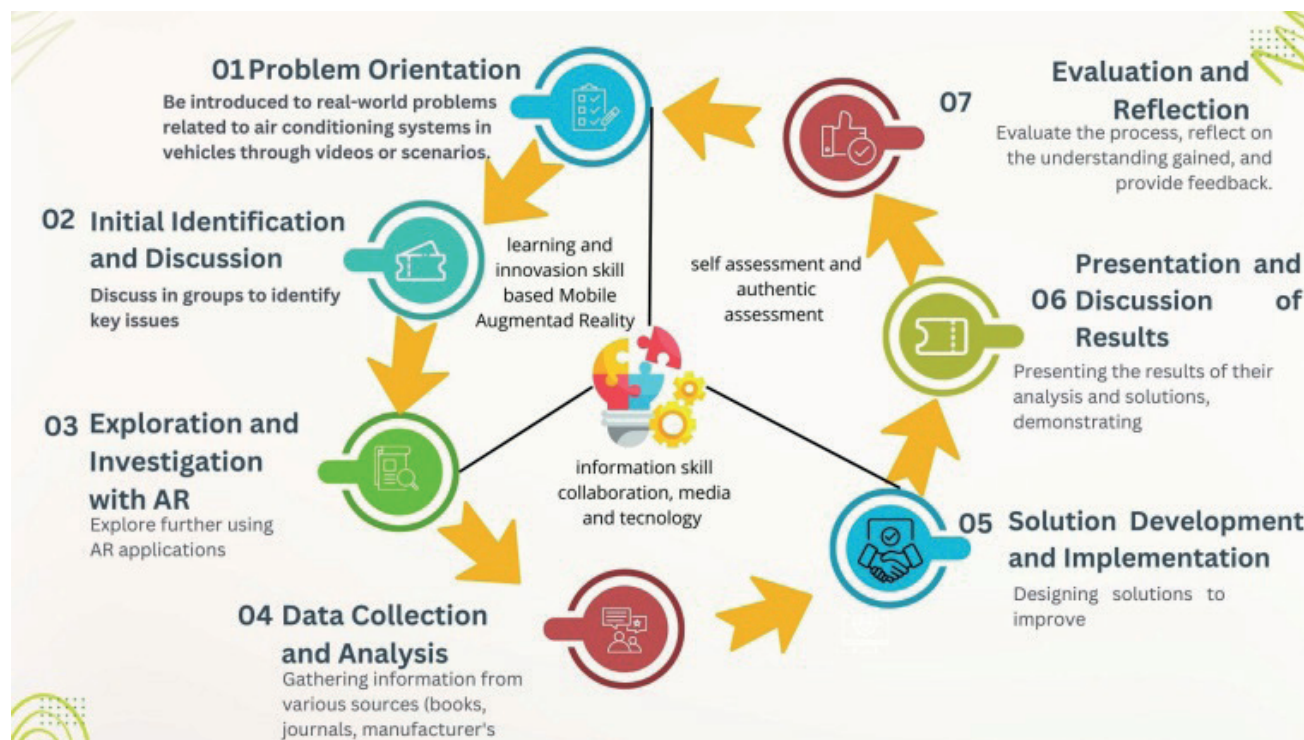 01 Problem Orientation
Be introduced to real-world problems
related to air conditioning systems in
vehicles through videos or scenarios.
02 Initial Identification
and Discussion
Discuss in groups to identify
key issues
03 Exploration and
Investigation
with AR
Explore further using
AR applications
04 Data Collection
and Analysis
Gathering information from
various sources (books,
journals, manufacturer's
05 Solution Development
and Implementation
Designing solutions to
improve
06 Presentation and
Discussion of
Results
Presenting the results of their
analysis and solutions,
demonstrating
07 Evaluation and
Reflection
Evaluate the process, reflect on
the understanding gained, and
provide feedback.
learning and
innovasion skill
based Mobile
Augmentad Reality
self assessment and
authentic
assessment
information skill
collaboration, media
and tecnology